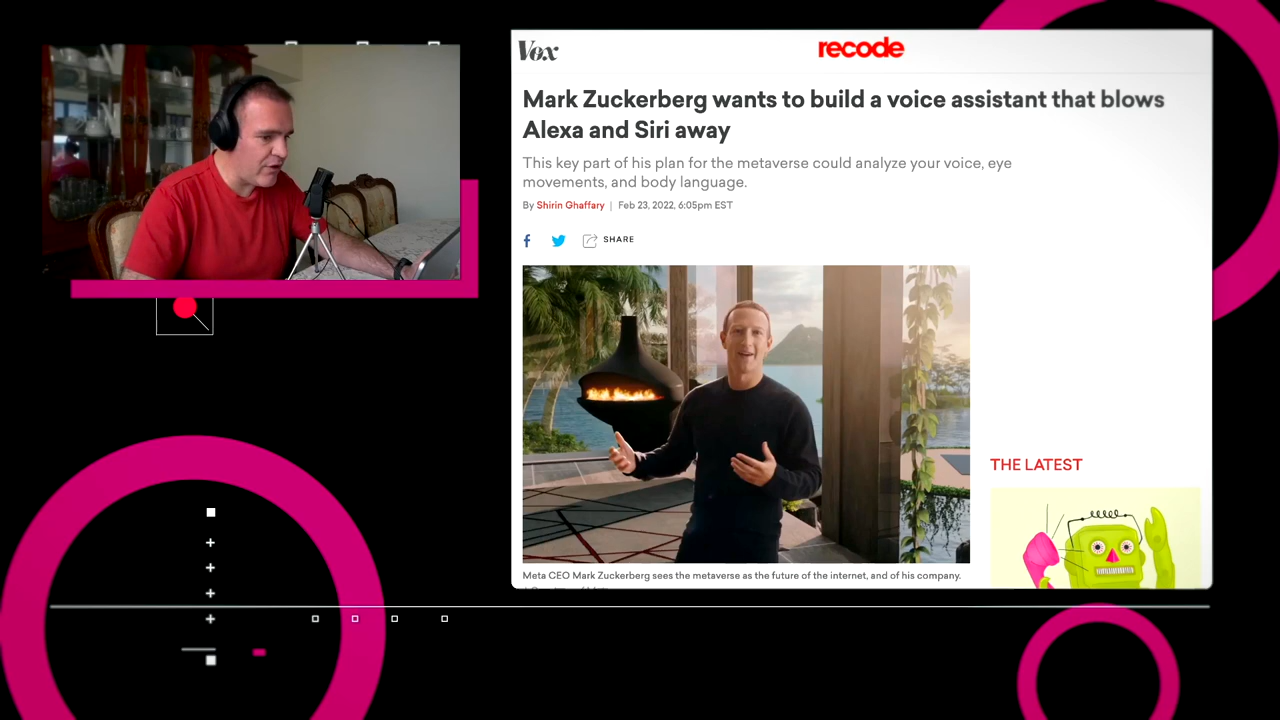 Vox
recode
Mark Zuckerberg wants to build a voice assistant that blows
Alexa and Siri away
This key part of his plan for the metaverse could analyze your voice, eye
movements, and body language.
By Shirin Ghaffary | Feb 23, 2022, 6:05pm EST
SHARE
THE LATEST
Meta CEO Mark Zuckerberg sees the metaverse as the future of the internet, and of his company.